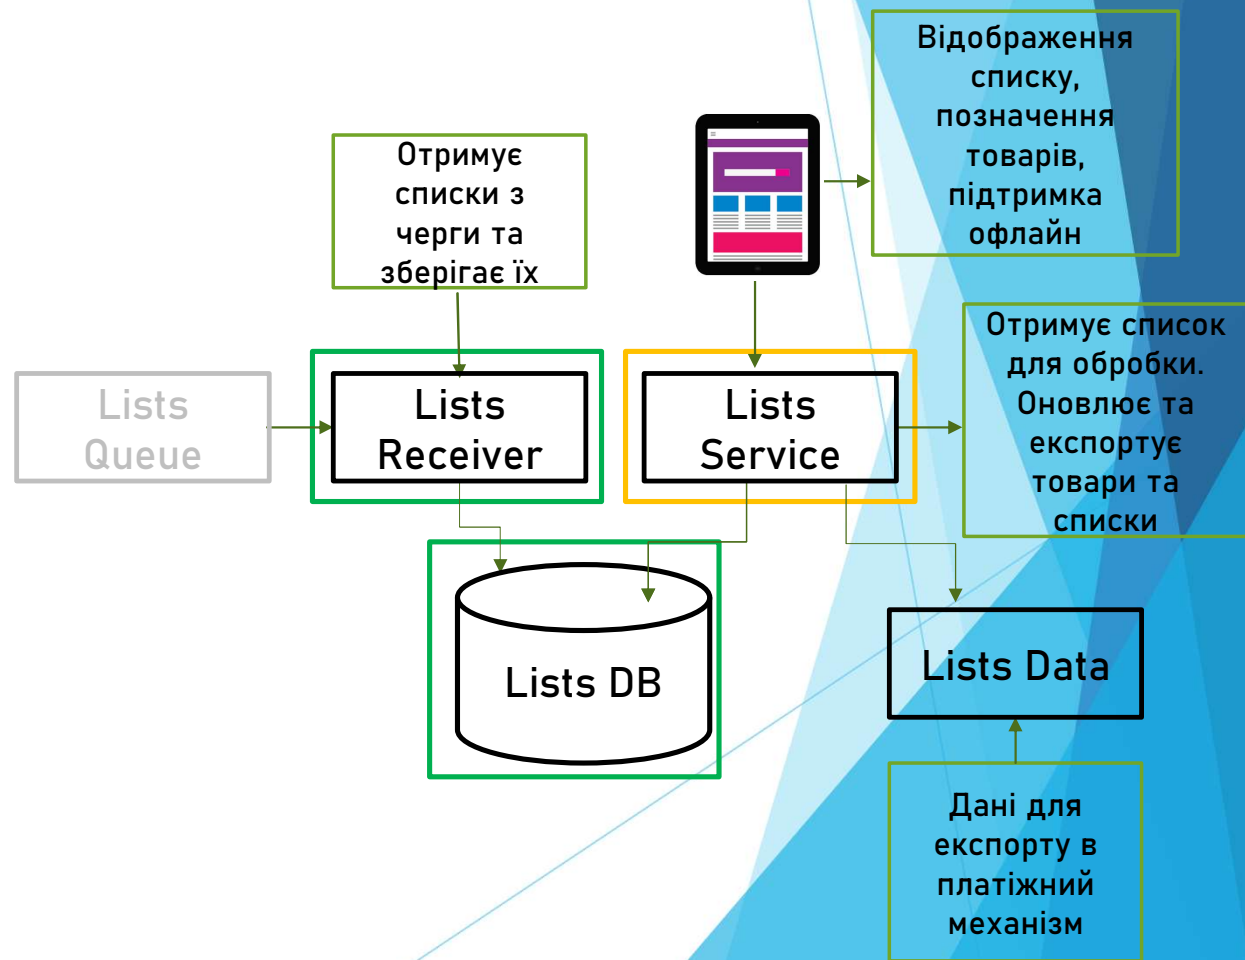 Відображення
списку,
позначення
товарів,
підтримка
офлайн
Отримує
списки з
черги та
зберігає їх
Отримує список
для обробки.
Оновлює та
експортує
товари та
списки
Lists
Queue
Lists
Receiver
Lists
Service
Lists DB
Lists Data
Дані для
експорту в
платіжний
механізм